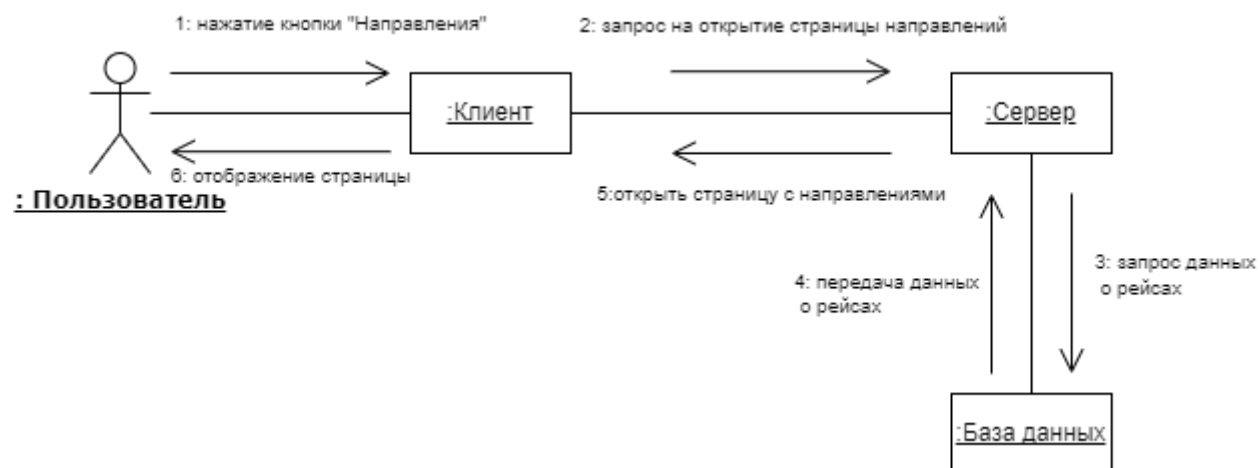 1: нажатие кнопки "Направления"
2: запрос на открытие страницы направлений
:Клиент
:Сервер
6: отображение страницы
: Пользователь
5:открыть страницу с направлениями
4: передача данных
о рейсах
3: запрос данных
о рейсах
:База данных